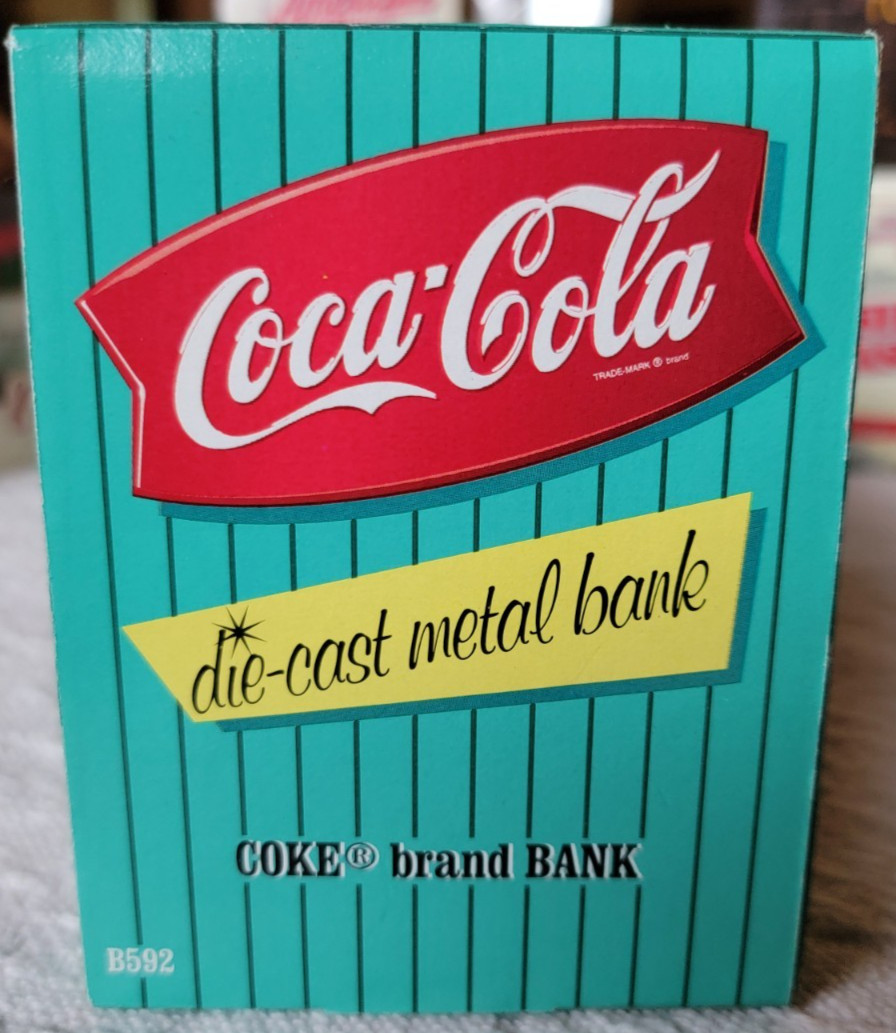 Coca-Cola
TRADE-MARK ® brand
die-cast metal bank
COKE® brand BANK
B592